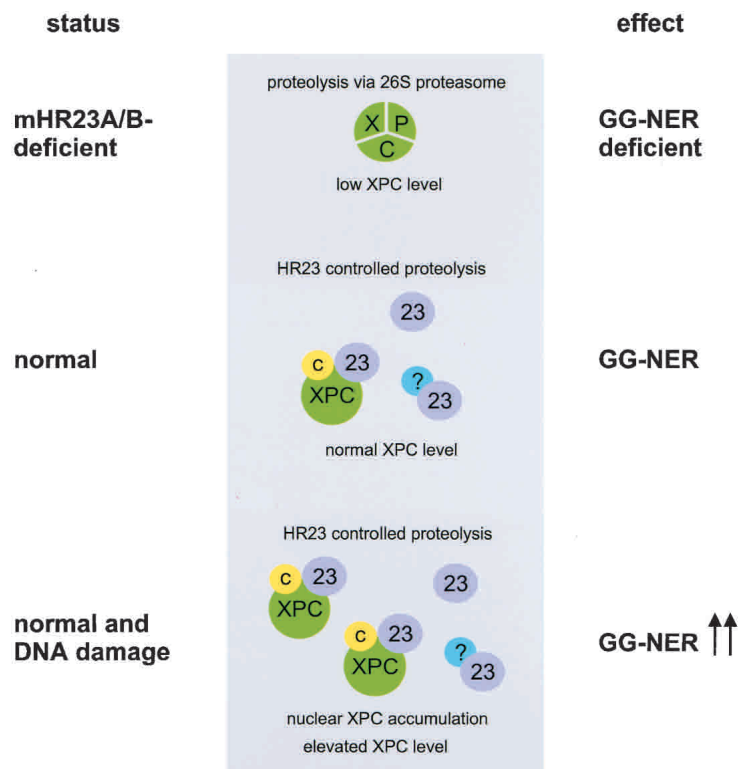 status
effect
proteolysis via 26S proteasome
mHR23A/B-
deficient
X P
C
GG-NER
deficient
low XPC level
HR23 controlled proteolysis
23
normal
c 23
XPC
?
23
GG-NER
normal XPC level
HR23 controlled proteolysis
c 23
XPC
23
normal and
DNA damage
c 23
XPC
?
23
GG-NER ↑↑
nuclear XPC accumulation
elevated XPC level